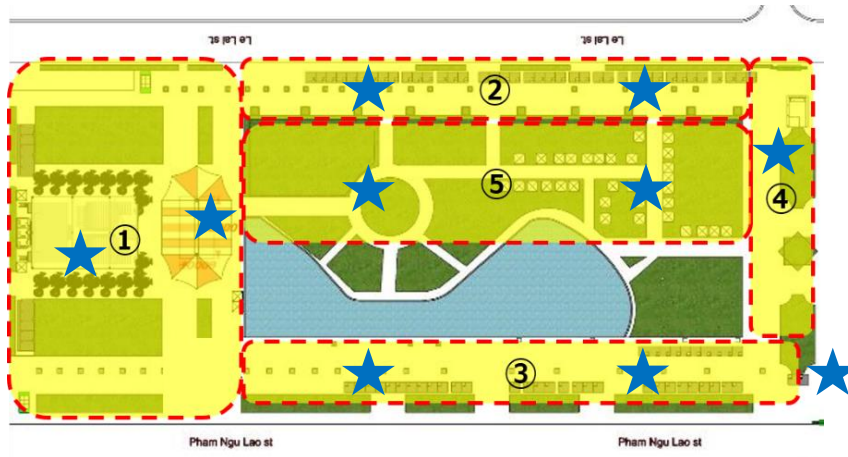 Le Lai st. Le Lai st.
②
⑤
④
①
③
Pham Ngu Lao st Pham Ngu Lao st